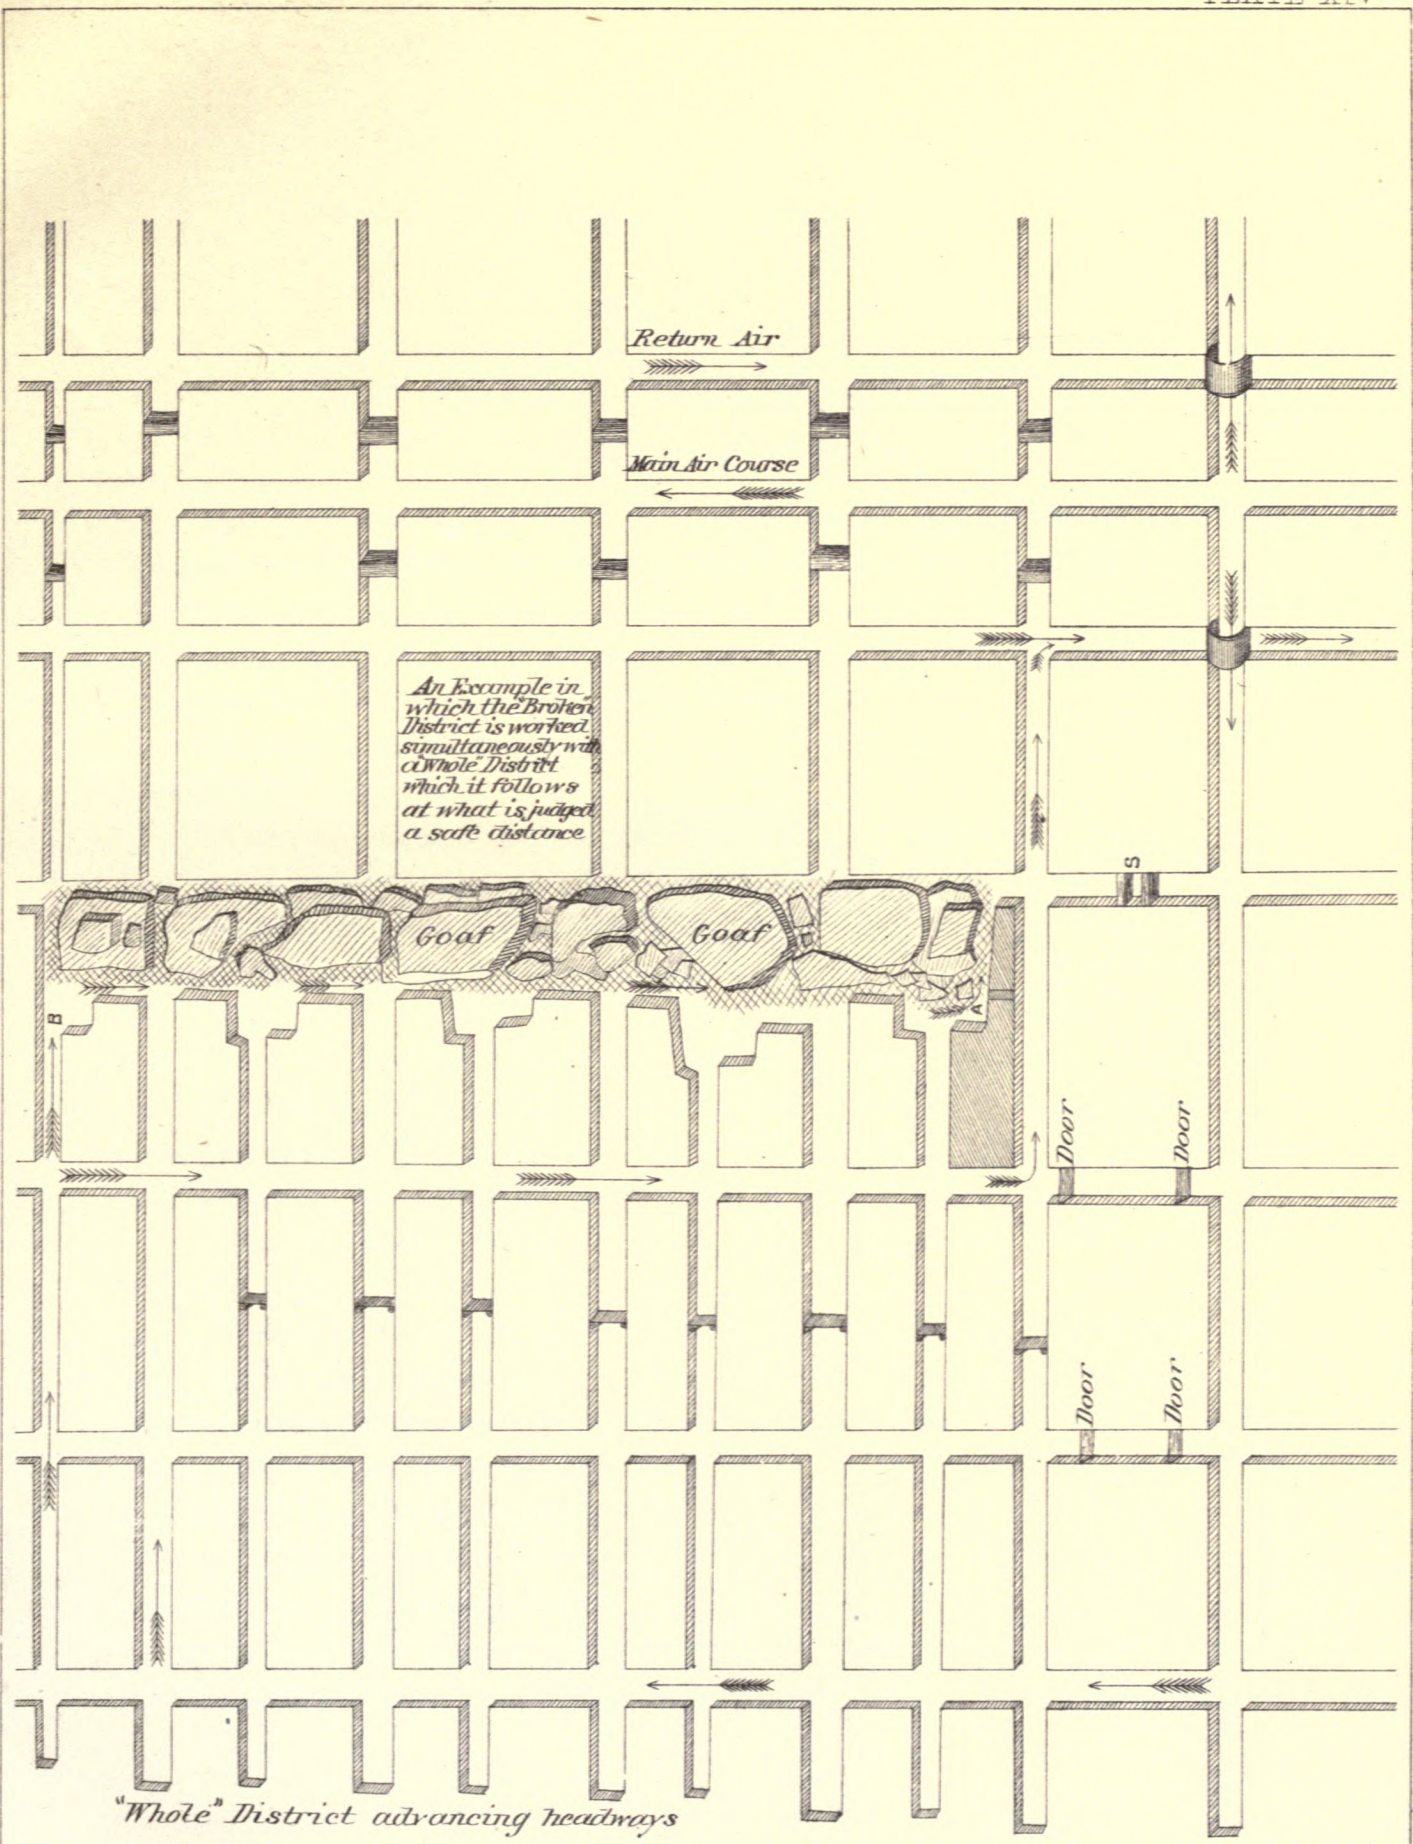 Return Air
Main Air Course
An Example in
which the "Broken"
District is worked
simultaneously with
a "Whole" District
which it follows
at what is judged
a safe distance
S
Goaf
Goaf
B
A
Door
Door
Door
Door
"Whole" District advancing headways